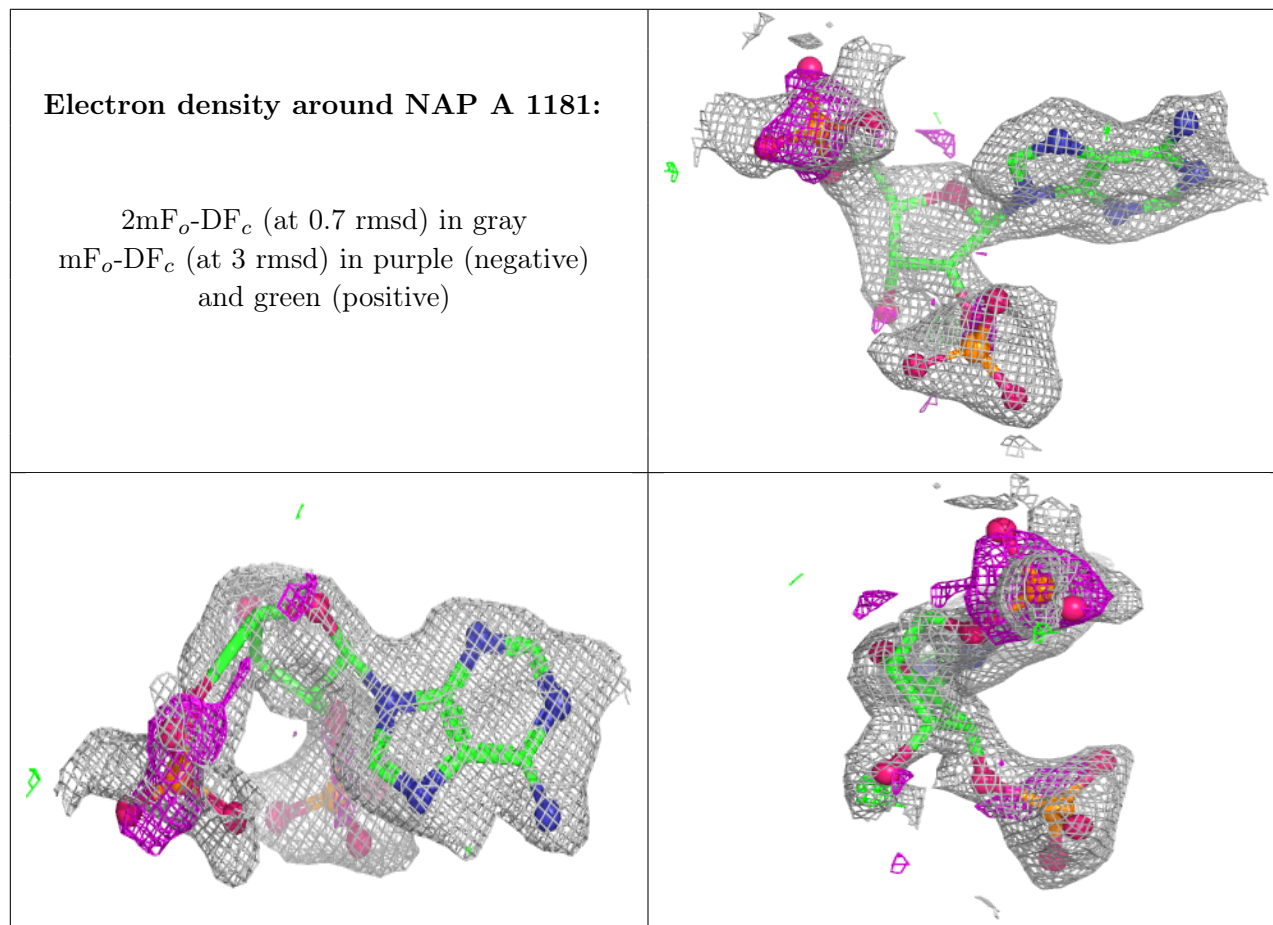 Electron density around NAP A 1181:
2mFo-DFc (at 0.7 rmsd) in gray
mFo-DFc (at 3 rmsd) in purple (negative)
and green (positive)